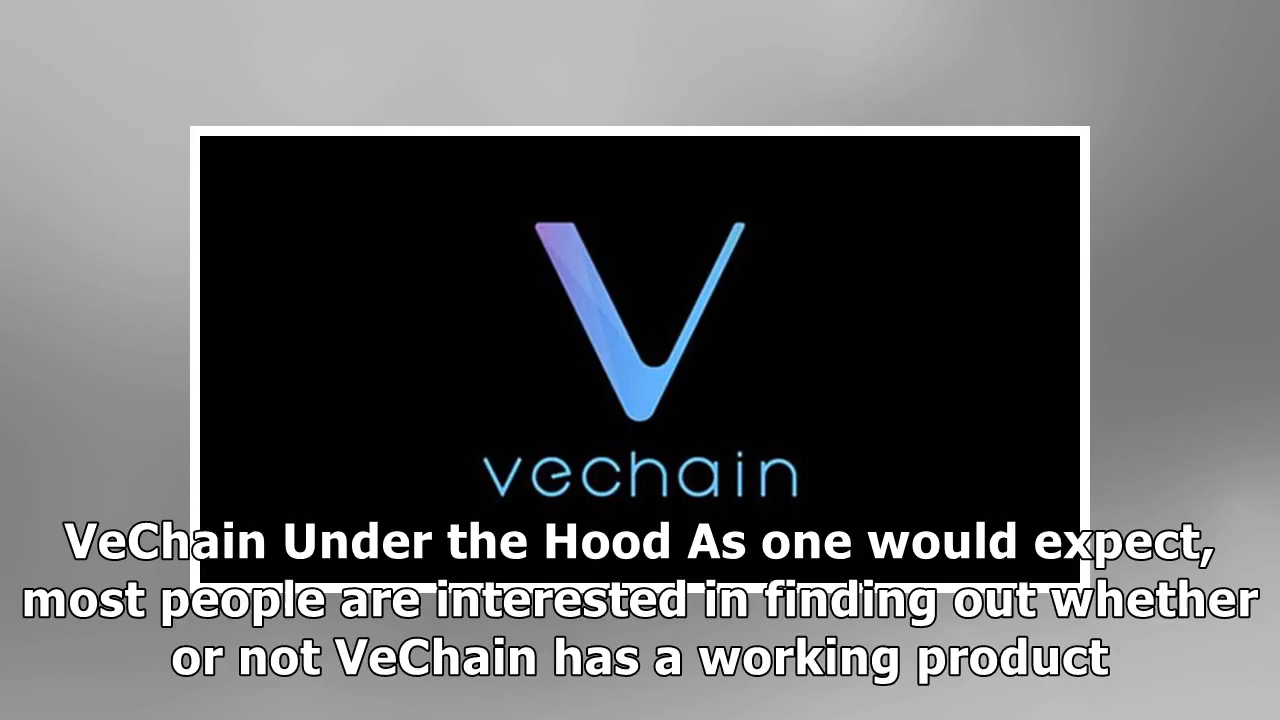 vechain
VeChain Under the Hood As one would expect,
most people are interested in finding out whether
or not VeChain has a working product